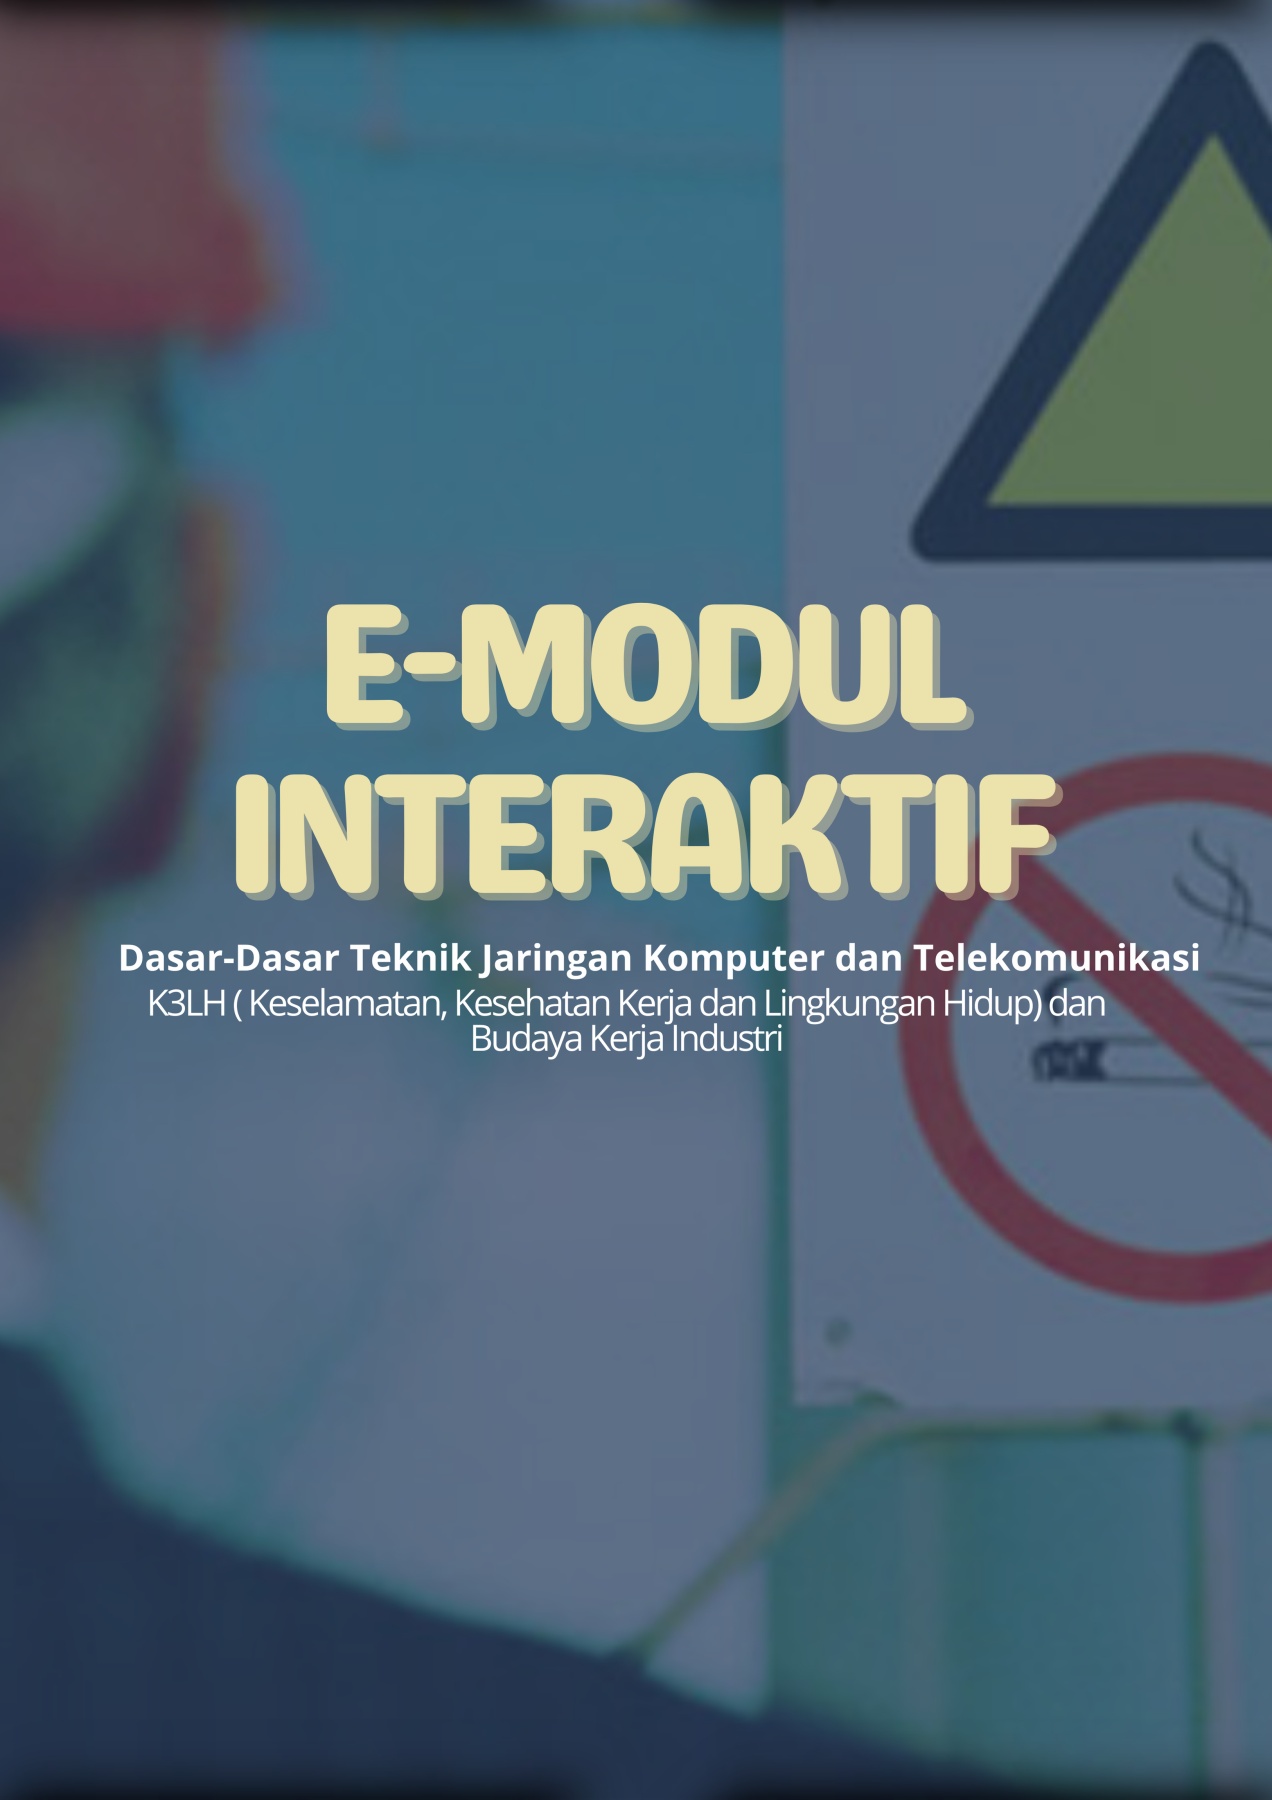 E-MODUL
INTERAKTIF
Dasar-Dasar Teknik Jaringan Komputer dan Telekomunikasi
K3LH ( Keselamatan, Kesehatan Kerja dan Lingkungan Hidup) dan
Budaya Kerja Industri